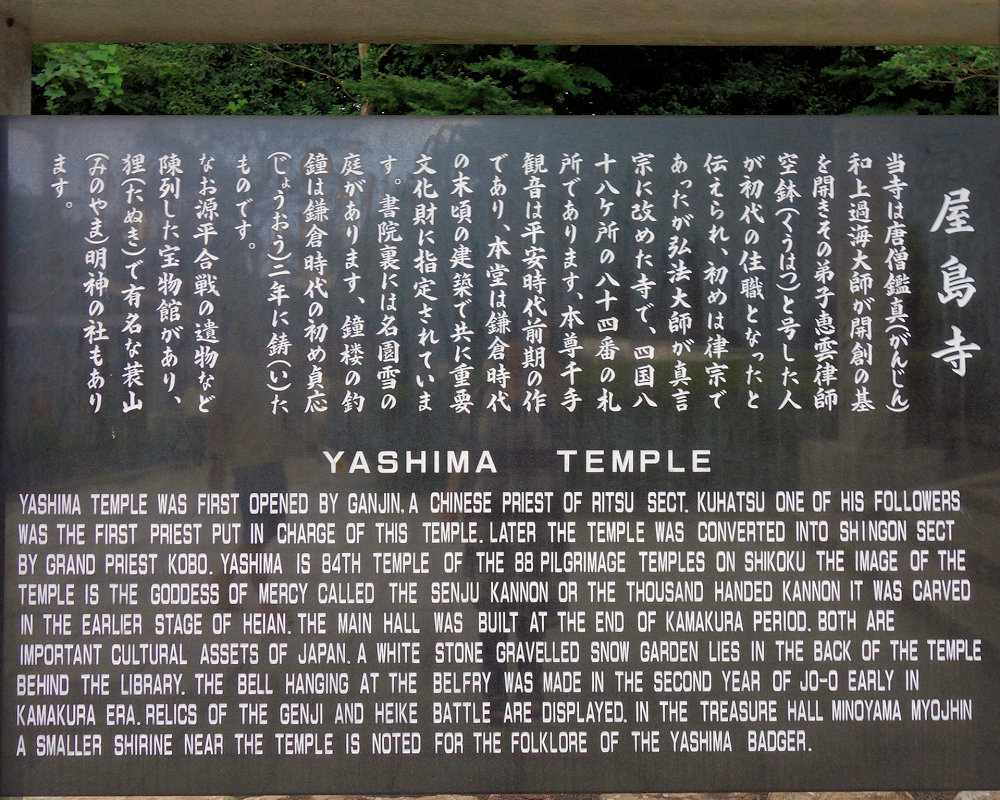 屋島寺
当寺は唐僧鑑真(がんじん)
和上過海大師が開創の基
を開きその弟子恵雲律師
空鉢(くうはつ)と号した人
が初代の住職となったと
伝えられ、初めは律宗で
あったが弘法大師が真言
宗に改めた寺で、四国八
十八ケ所の八十四番の札
所であります、本尊千手
観音は平安時代前期の作
であり、本堂は鎌倉時代
の末頃の建築で共に重要
文化財に指定されていま
す。書院裏には名園雪の
庭があります、鐘楼の釣
鐘は鎌倉時代の初め貞応
(じょうおう)二年に鋳(い)た
ものです。
なお源平合戦の遺物など
陳列した宝物館があり、
狸(たぬき)で有名な蓑山
(みのやま)明神の社もあり
ます。
YASHIMA TEMPLE
YASHIMA TEMPLE WAS FIRST OPENED BY GANJIN, A CHINESE PRIEST OF RITSU SECT. KUHATSU ONE OF HIS FOLLOWERS
WAS THE FIRST PRIEST PUT IN CHARGE OF THIS TEMPLE. LATER THE TEMPLE WAS CONVERTED INTO SHINGON SECT
BY GRAND PRIEST KOBO. YASHIMA IS 84TH TEMPLE OF THE 88 PILGRIMAGE TEMPLES ON SHIKOKU THE IMAGE OF THE
TEMPLE IS THE GODDESS OF MERCY CALLED THE SENJU KANNON OR THE THOUSAND HANDED KANNON IT WAS CARVED
IN THE EARLIER STAGE OF HEIAN. THE MAIN HALL WAS BUILT AT THE END OF KAMAKURA PERIOD. BOTH ARE
IMPORTANT CULTURAL ASSETS OF JAPAN. A WHITE STONE GRAVELLED SNOW GARDEN LIES IN THE BACK OF THE TEMPLE
BEHIND THE LIBRARY. THE BELL HANGING AT THE BELFRY WAS MADE IN THE SECOND YEAR OF JO-O EARLY IN
KAMAKURA ERA. RELICS OF THE GENJI AND HEIKE BATTLE ARE DISPLAYED. IN THE TREASURE HALL MINOYAMA MYOJHIN
A SMALLER SHIRINE NEAR THE TEMPLE IS NOTED FOR THE FOLKLORE OF THE YASHIMA BADGER.